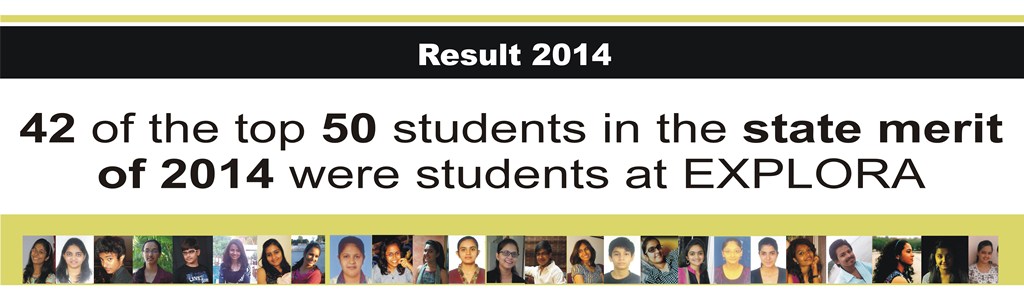 Result 2014
42 of the top 50 students in the state merit
of 2014 were students at EXPLORA